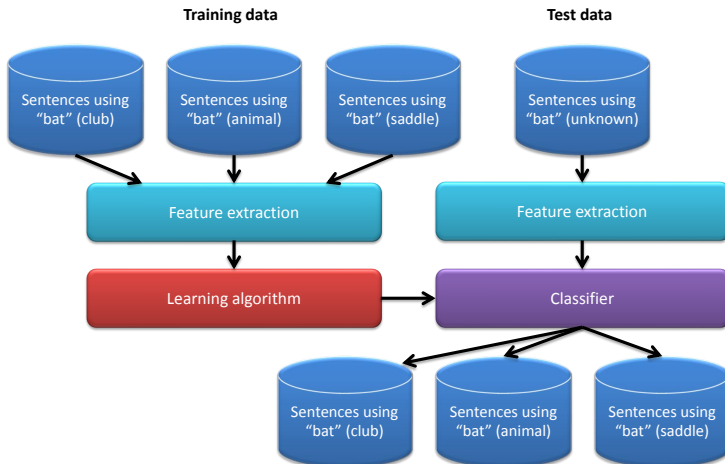 Training data
Test data
Sentences using
“bat” (club)
Sentences using
“bat” (animal)
Sentences using
“bat” (saddle)
Sentences using
“bat” (unknown)
Feature extraction
Feature extraction
Learning algorithm
Classifier
Sentences using
“bat” (club)
Sentences using
“bat” (animal)
Sentences using
“bat” (saddle)